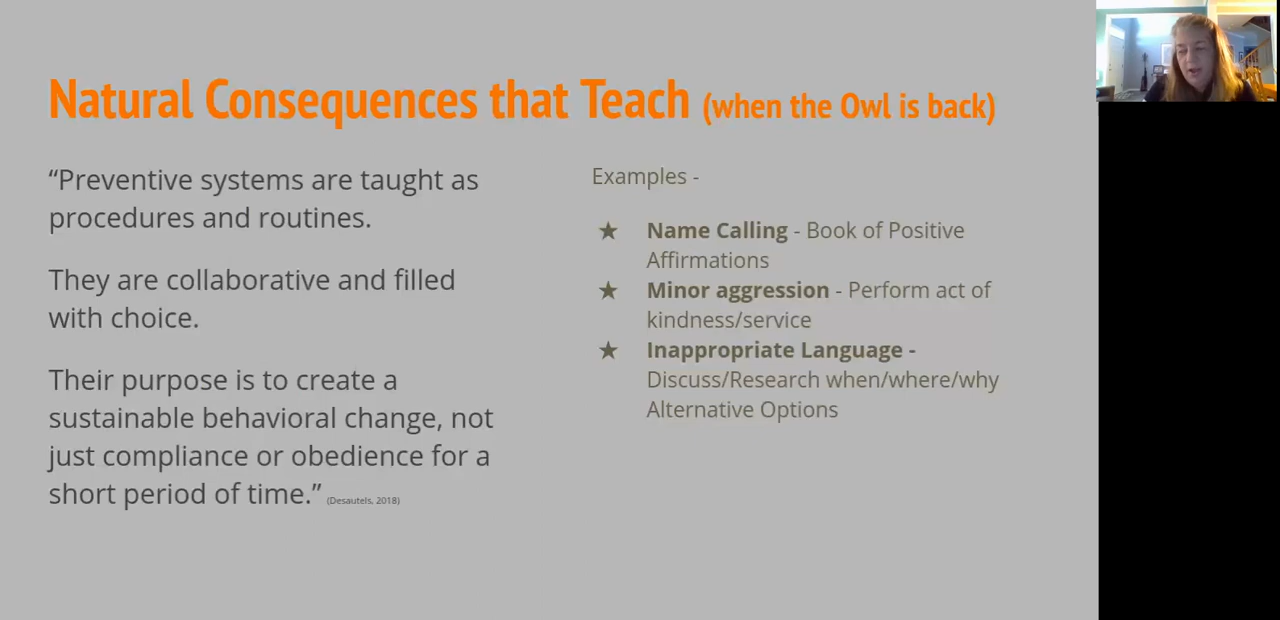 Natural Consequences that Teach (when the Owl is back)
“Preventive systems are taught as
procedures and routines.
They are collaborative and filled
with choice.
Their purpose is to create a
sustainable behavioral change, not
just compliance or obedience for a
short period of time.” (Desautels, 2018)
Examples -
★ Name Calling - Book of Positive
Affirmations
★ Minor aggression - Perform act of
kindness/service
★ Inappropriate Language -
Discuss/Research when/where/why
Alternative Options